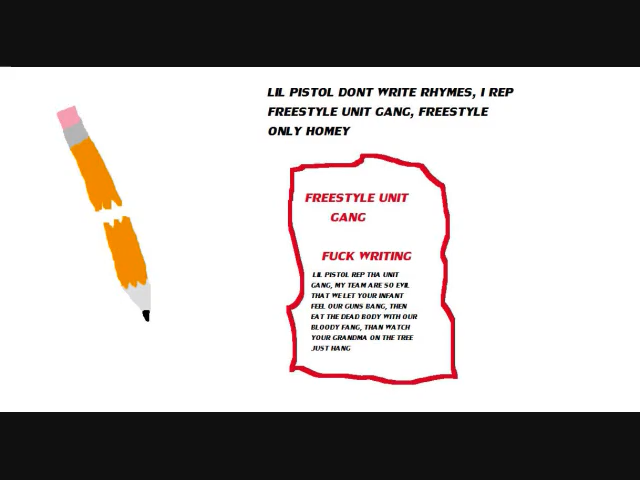 LIL PISTOL DONT WRITE RHYMES, I REP
FREESTYLE UNIT GANG, FREESTYLE
ONLY HOMEY
FREESTYLE UNIT
GANG
FUCK WRITING
LIL PISTOL REP THA UNIT
GANG, MY TEAM ARE SO EVIL
THAT WE LET YOUR INFANT
FEEL OUR GUNS BANG, THEN
EAT THE DEAD BODY WITH OUR
BLOODY FANG, THAN WATCH
YOUR GRANDMA ON THE TREE
JUST HANG